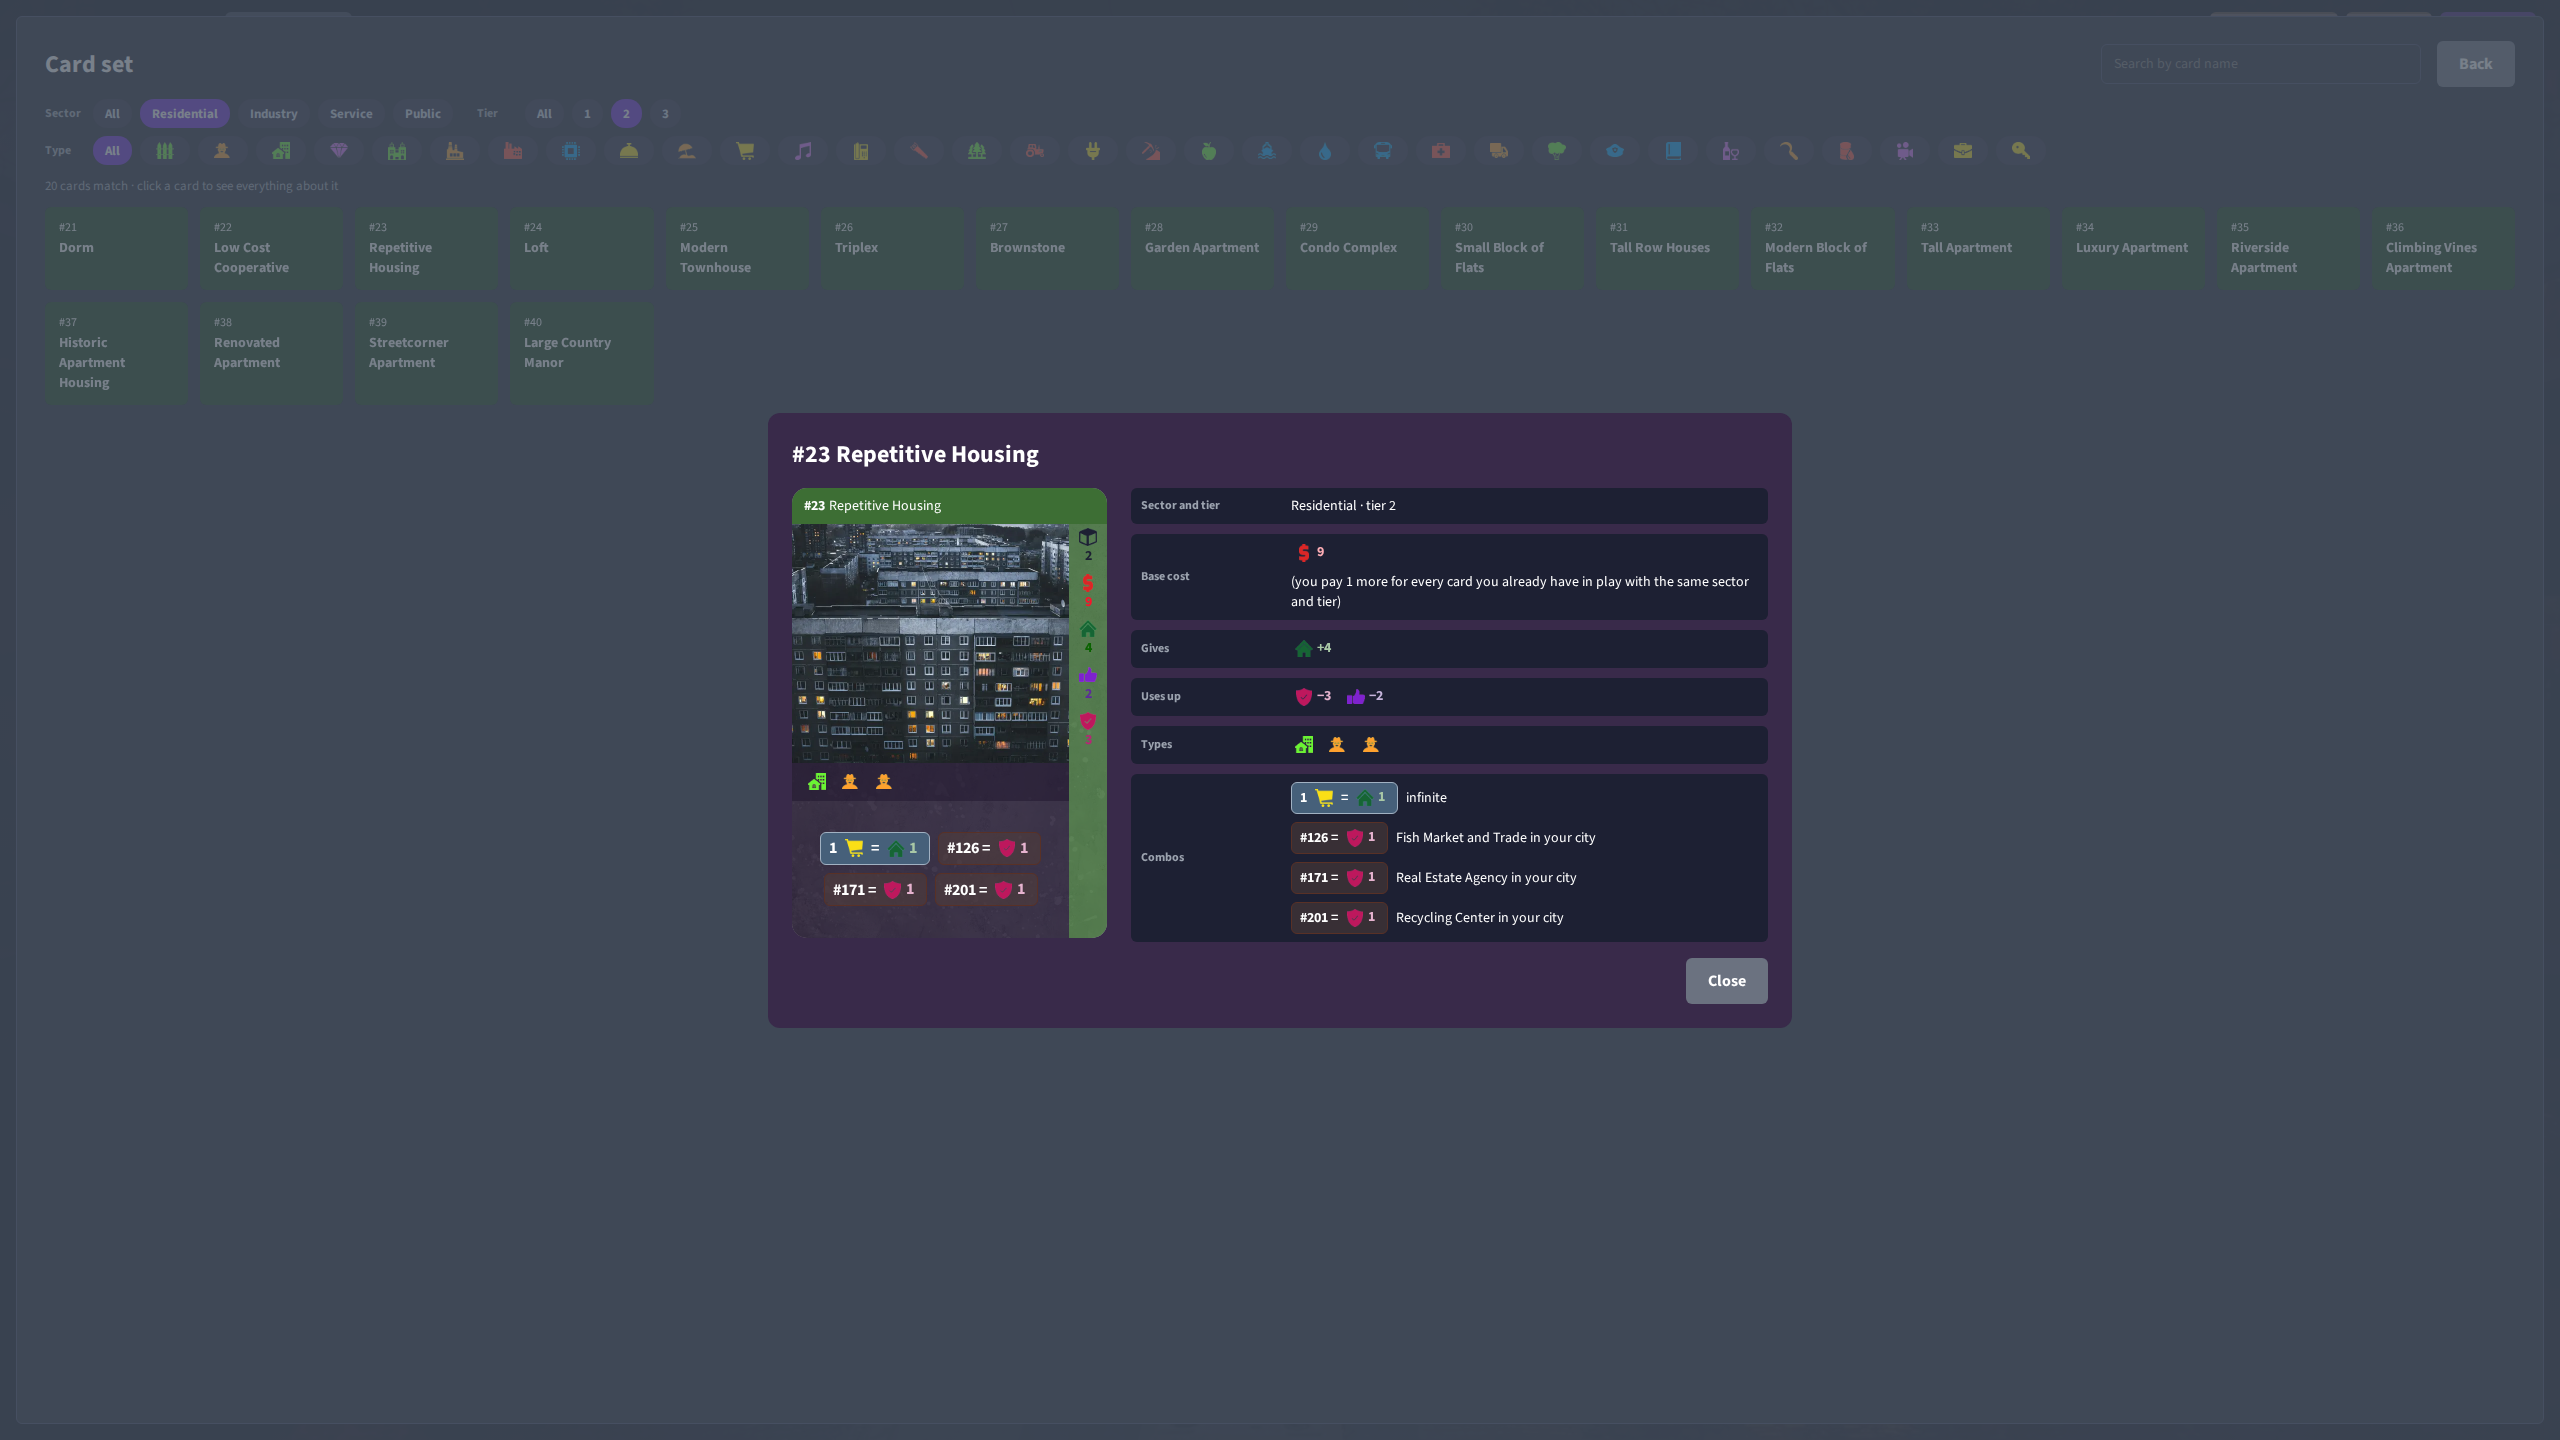 Card set
Search by card name
Back
Sector All Residential Industry Service Public Tier All 1 2 3
Type All
20 cards match · click a card to see everything about it
#21
Dorm
#22
Low Cost
Cooperative
#23
Repetitive
Housing
#24
Loft
#25
Modern
Townhouse
#26
Triplex
#27
Brownstone
#28
Garden Apartment
#29
Condo Complex
#30
Small Block of
Flats
#31
Tall Row Houses
#32
Modern Block of
Flats
#33
Tall Apartment
#34
Luxury Apartment
#35
Riverside
Apartment
#36
Climbing Vines
Apartment
#37
Historic
Apartment
Housing
#38
Renovated
Apartment
#39
Streetcorner
Apartment
#40
Large Country
Manor
#23 Repetitive Housing
#23 Repetitive Housing
2
9
4
2
3
1 = 1
#126 = 1
#171 = 1
#201 = 1
Sector and tier
Residential · tier 2
Base cost
9
(you pay 1 more for every card you already have in play with the same sector
and tier)
Gives
+4
Uses up
−3 −2
Types
Combos
1 = 1 infinite
#126 = 1 Fish Market and Trade in your city
#171 = 1 Real Estate Agency in your city
#201 = 1 Recycling Center in your city
Close